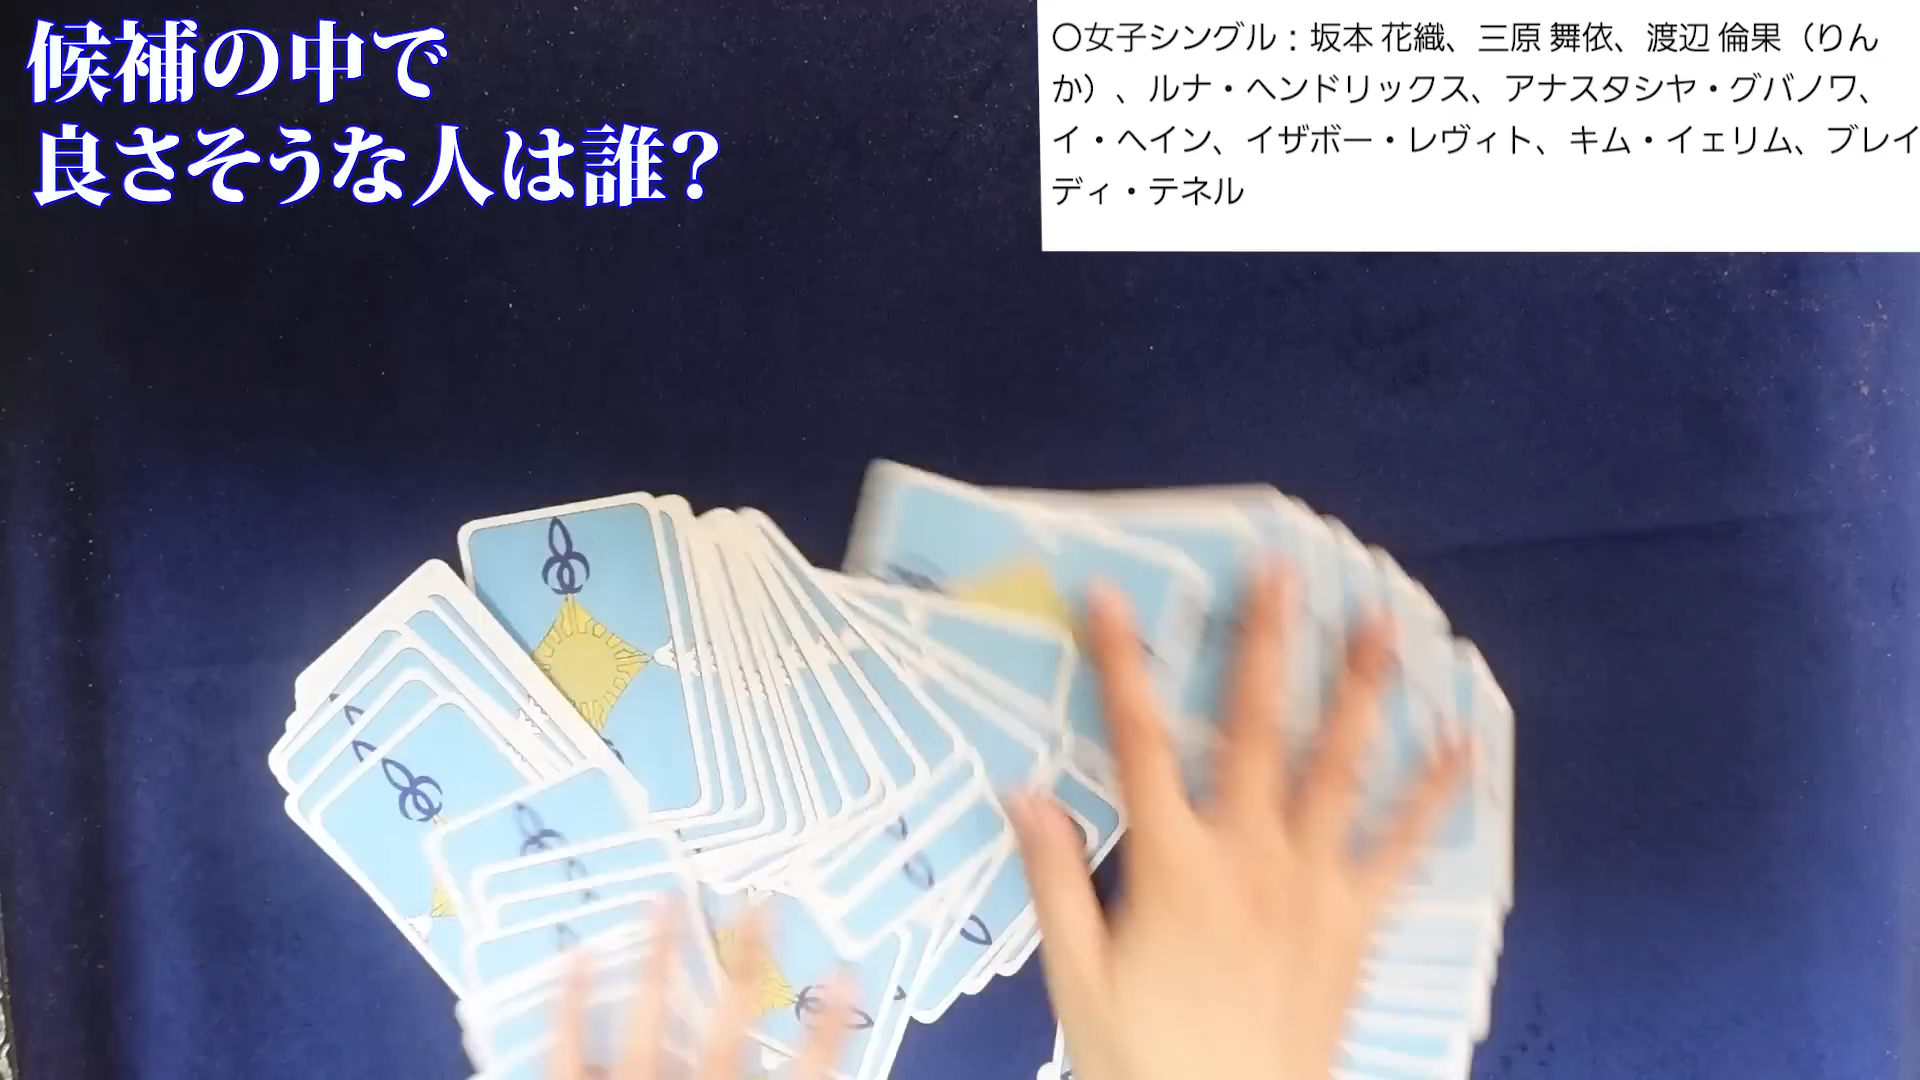 候補の中で
良さそうな人は誰?
〇女子シングル：坂本 花織、三原 舞依、渡辺 倫果（りん
か）、ルナ・ヘンドリックス、アナスタシヤ・グバノワ、
イ・ヘイン、イザボー・レヴィト、キム・イェリム、ブレイ
ディ・テネル